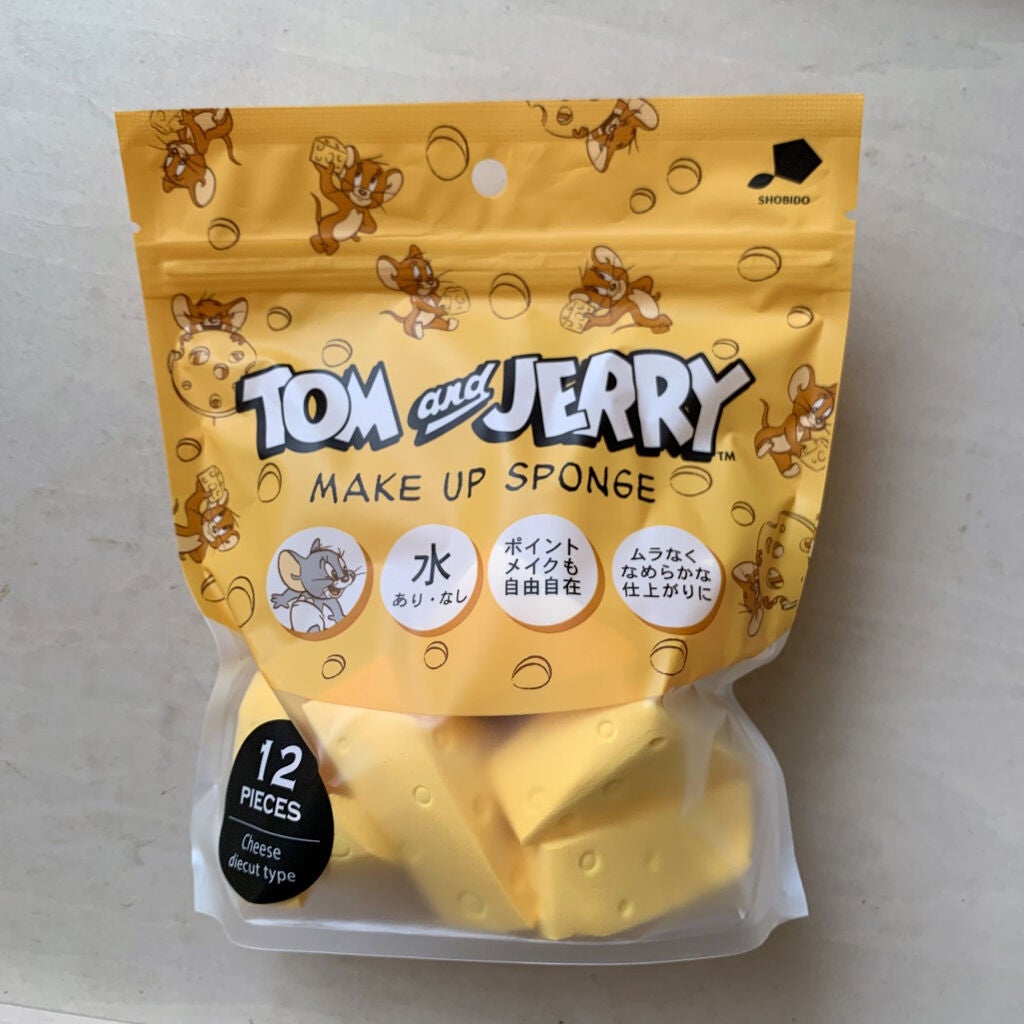 SHOBIDO
TOM and JERRY™
MAKE UP SPONGE
水
あり・なし
ポイント
メイクも
自由自在
ムラなく
なめらかな
仕上がりに
12
PIECES
Cheese
diecut type